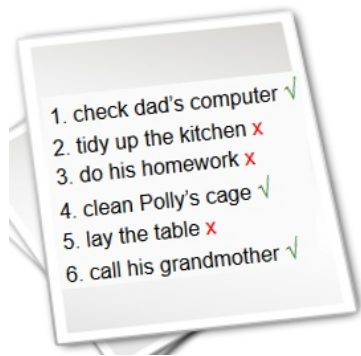 1. check dad's computer √
2. tidy up the kitchen x
3. do his homework x
4. clean Polly's cage √
5. lay the table x
6. call his grandmother √